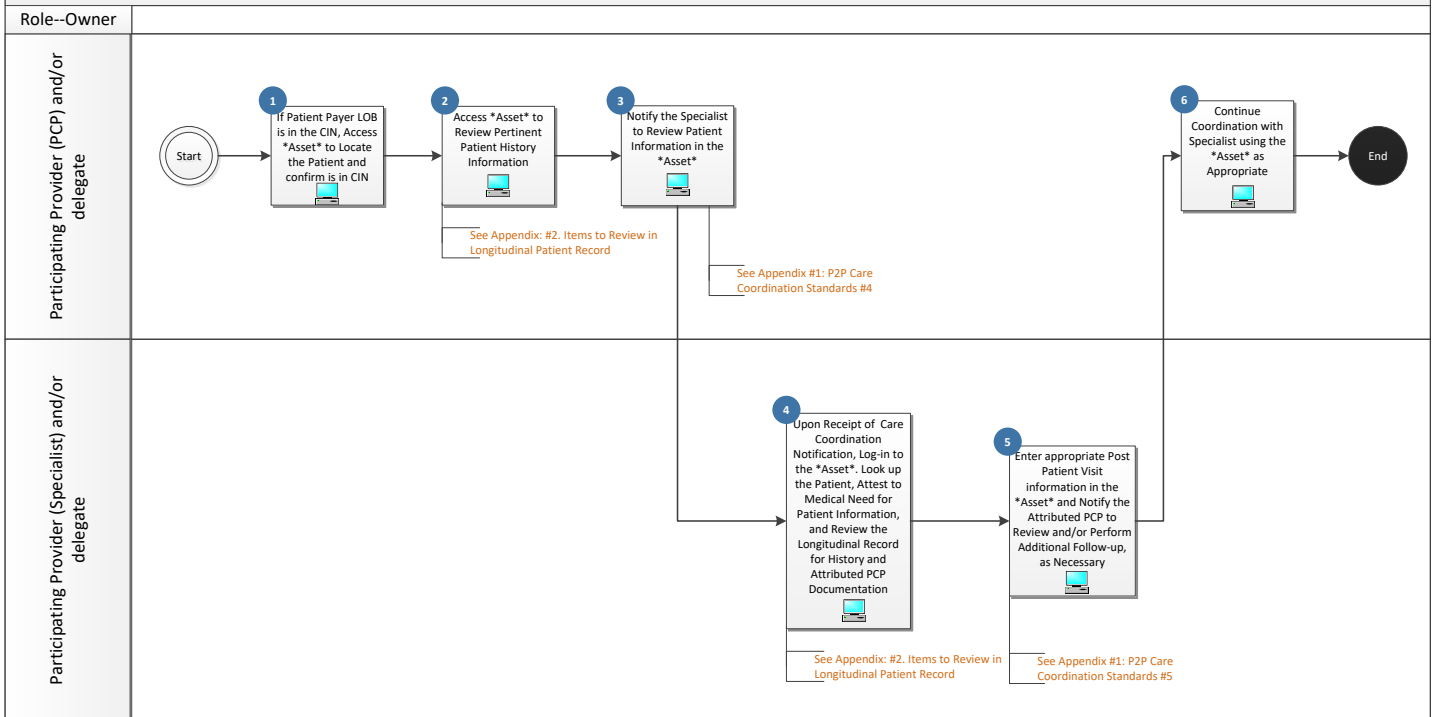 Role--Owner
Participating Provider (PCP) and/or
delegate
Start
1
If Patient Payer LOB
is in the CIN, Access
*Asset* to Locate
the Patient and
confirm is in CIN
2
Access *Asset* to
Review Pertinent
Patient History
Information
See Appendix: #2. Items to Review in
Longitudinal Patient Record
3
Notify the Specialist
to Review Patient
Information in the
*Asset*
See Appendix #1: P2P Care
Coordination Standards #4
6
Continue
Coordination with
Specialist using the
*Asset* as
Appropriate
End
Participating Provider (Specialist) and/or
delegate
4
Upon Receipt of Care
Coordination
Notification, Log-in to
the *Asset*. Look up
the Patient, Attest to
Medical Need for
Patient Information,
and Review the
Longitudinal Record
for History and
Attributed PCP
Documentation
See Appendix: #2. Items to Review in
Longitudinal Patient Record
5
Enter appropriate Post
Patient Visit
information in the
*Asset* and Notify the
Attributed PCP to
Review and/or Perform
Additional Follow-up,
as Necessary
See Appendix #1: P2P Care
Coordination Standards #5